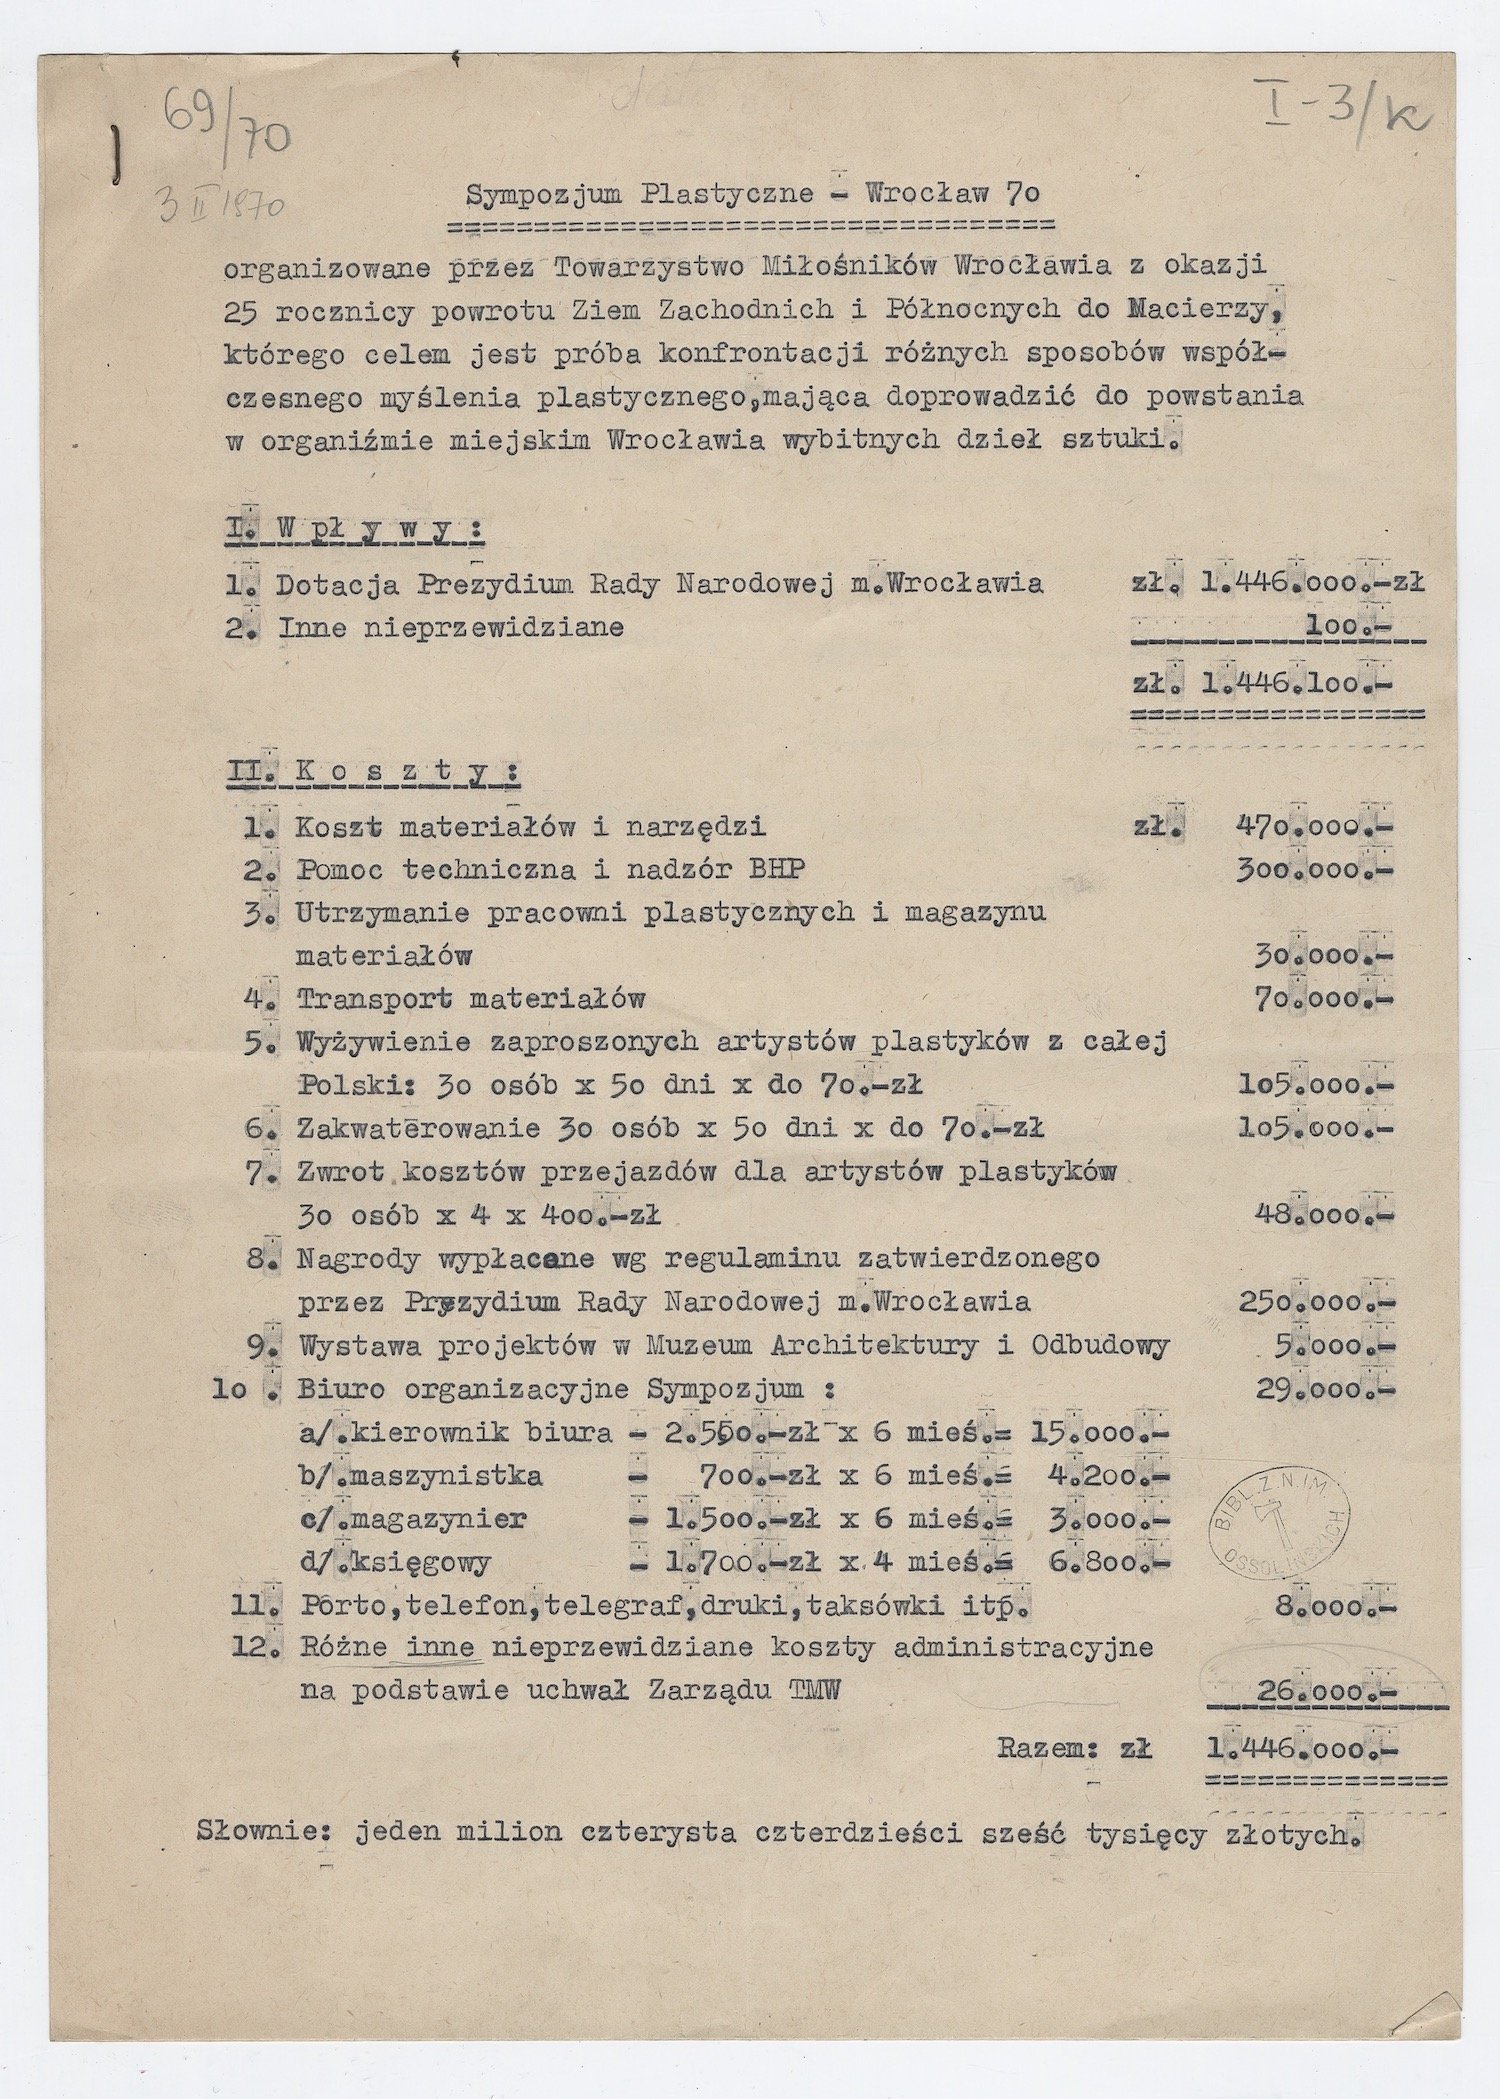 69/70
I-3/K
3 II 1970
Sympozjum Plastyczne - Wrocław 7o
===================================
organizowane przez Towarzystwo Miłośników Wrocławia z okazji
25 rocznicy powrotu Ziem Zachodnich i Północnych do Macierzy,
którego celem jest próba konfrontacji różnych sposobów współ-
czesnego myślenia plastycznego,mająca doprowadzić do powstania
w organiźmie miejskim Wrocławia wybitnych dzieł sztuki.
I. W p ł y w y :
1. Dotacja Prezydium Rady Narodowej m.Wrocławia zł. 1.446.ooo.-zł
2. Inne nieprzewidziane 1oo.-
zł. 1.446.1oo.-
=================
II. K o s z t y :
1. Koszt materiałów i narzędzi zł. 47o.ooo.-
2. Pomoc techniczna i nadzór BHP 3oo.ooo.-
3. Utrzymanie pracowni plastycznych i magazynu
materiałów 3o.ooo.-
4. Transport materiałów 7o.ooo.-
5. Wyżywienie zaproszonych artystów plastyków z całej
Polski: 3o osób x 5o dni x do 7o.-zł 1o5.ooo.-
6. Zakwaterowanie 3o osób x 5o dni x do 7o.-zł 1o5.ooo.-
7. Zwrot kosztów przejazdów dla artystów plastyków
3o osób x 4 x 4oo.-zł 48.ooo.-
8. Nagrody wypłacane wg regulaminu zatwierdzonego
przez Prezydium Rady Narodowej m.Wrocławia 25o.ooo.-
9. Wystawa projektów w Muzeum Architektury i Odbudowy 5.ooo.-
1o . Biuro organizacyjne Sympozjum : 29.ooo.-
a/.kierownik biura - 2.5oo.-zł x 6 mieś.= 15.ooo.-
b/.maszynistka - 7oo.-zł x 6 mieś.= 4.2oo.-
c/.magazynier - 1.5oo.-zł x 6 mieś.= 3.ooo.-
d/.księgowy - 1.7oo.-zł x 4 mieś.= 6.8oo.-
BIBL. Z. N. IM. OSSOLIŃSKICH
11. Porto,telefon,telegraf,druki,taksówki itp. 8.ooo.-
12. Różne inne nieprzewidziane koszty administracyjne
na podstawie uchwał Zarządu TMW 26.ooo.-
Razem: zł 1.446.ooo.-
==============
Słownie: jeden milion czterysta czterdzieści sześć tysięcy złotych.